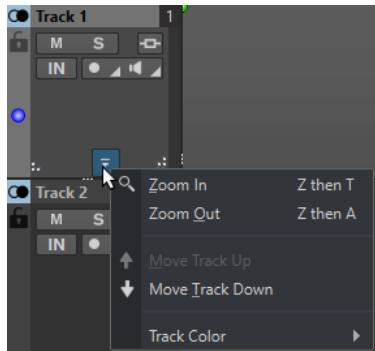 Track 1 1
M S
IN
Zoom In Z then T
Track 2
Zoom Out Z then A
M S
IN
Move Track Up
Move Track Down
Track Color